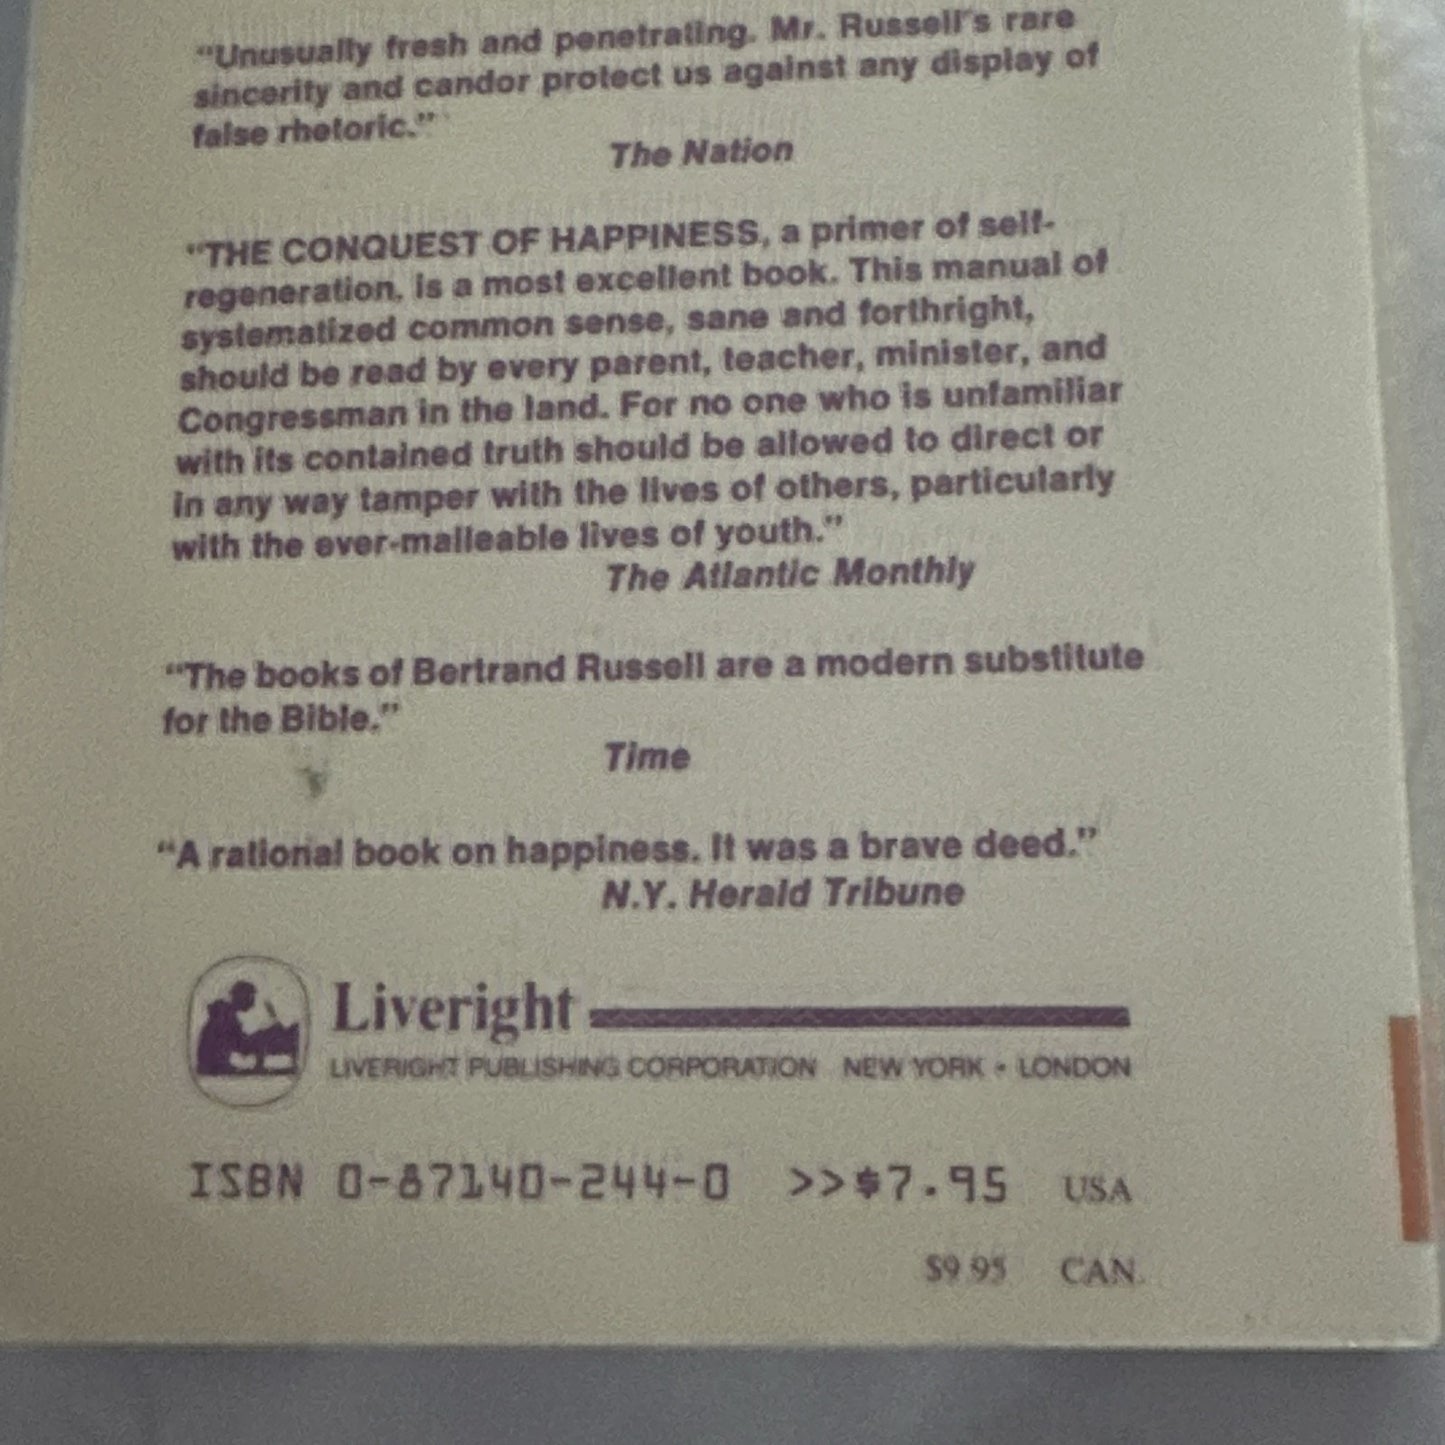 “Unusually fresh and penetrating. Mr. Russell's rare
sincerity and candor protect us against any display of
false rhetoric.”
The Nation
“THE CONQUEST OF HAPPINESS, a primer of self-
regeneration, is a most excellent book. This manual of
systematized common sense, sane and forthright,
should be read by every parent, teacher, minister, and
Congressman in the land. For no one who is unfamiliar
with its contained truth should be allowed to direct or
in any way tamper with the lives of others, particularly
with the ever-malleable lives of youth.”
The Atlantic Monthly
“The books of Bertrand Russell are a modern substitute
for the Bible.”
Time
“A rational book on happiness. It was a brave deed.”
N.Y. Herald Tribune
Liveright
LIVERIGHT PUBLISHING CORPORATION NEW YORK • LONDON
ISBN 0-87140-244-0 >>$7.95 USA
$9.95 CAN.